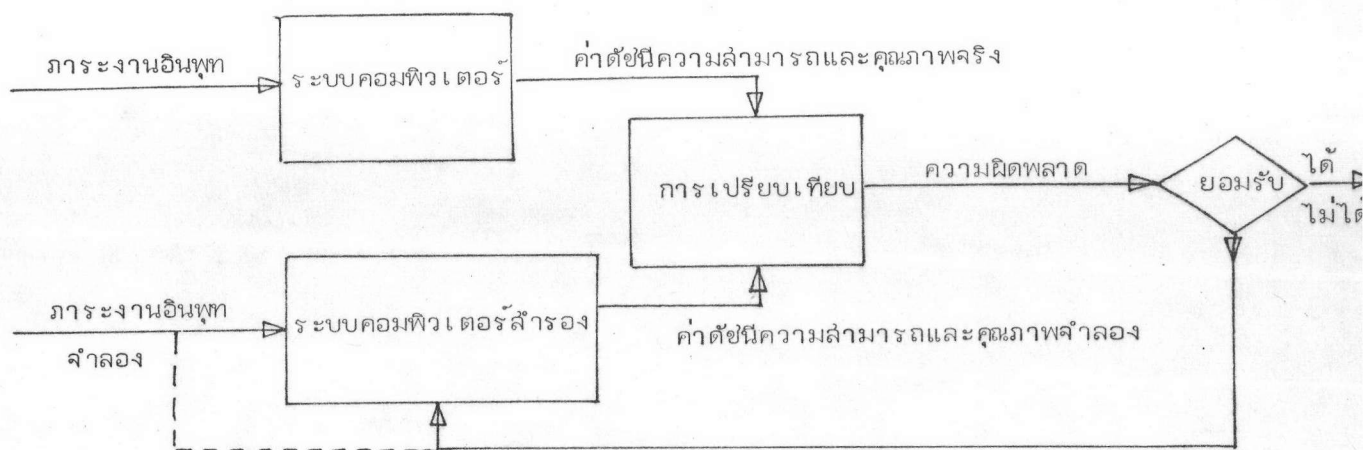 ภาระงานอินพุท
ระบบคอมพิวเตอร์
ค่าดัชนีความสามารถและคุณภาพจริง
การเปรียบเทียบ
ความผิดพลาด
ยอมรับ
ได้
ไม่ได้
ภาระงานอินพุท
จำลอง
ระบบคอมพิวเตอร์สำรอง
ค่าดัชนีความสามารถและคุณภาพจำลอง